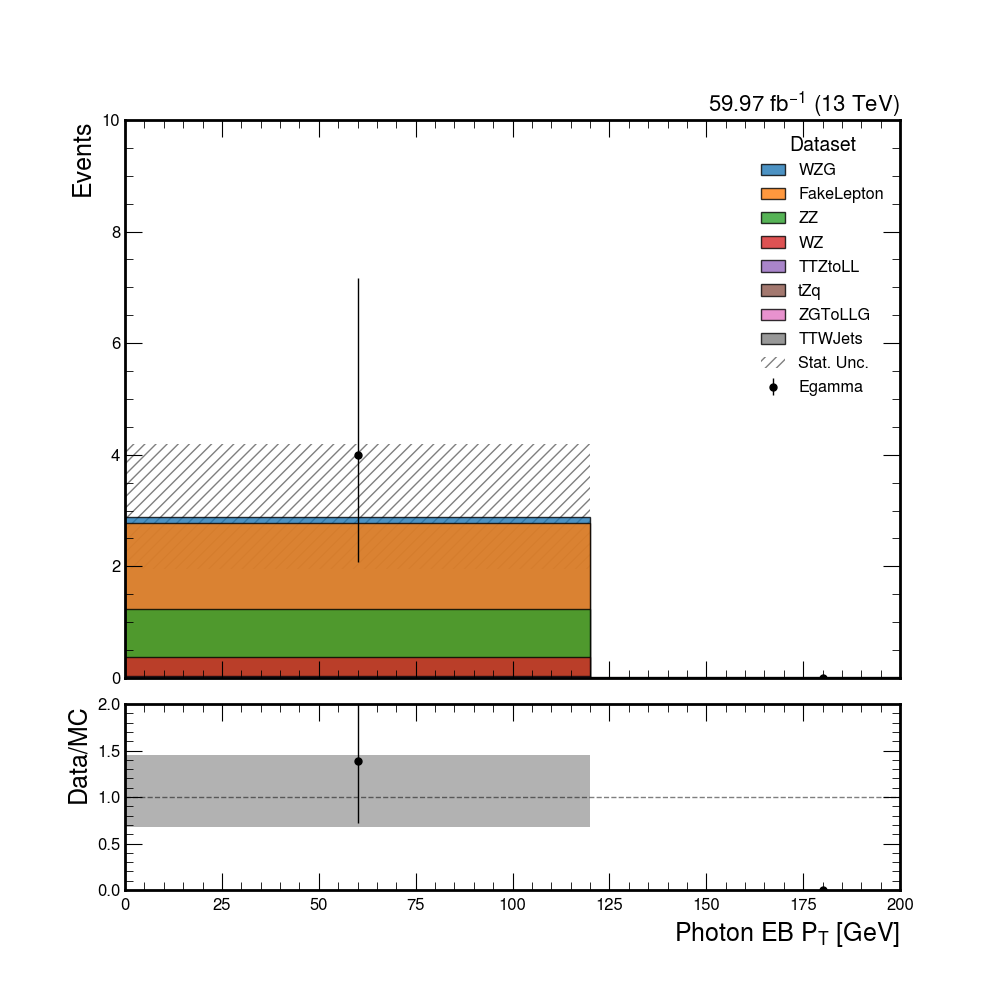 59.97 fb⁻¹ (13 TeV)
Events
10
8
6
4
2
0
Dataset
WZG
FakeLepton
ZZ
WZ
TTZtoLL
tZq
ZGToLLG
TTWJets
Stat. Unc.
Egamma
Data/MC
2.0
1.5
1.0
0.5
0.0
0 25 50 75 100 125 150 175 200
Photon EB P_T [GeV]